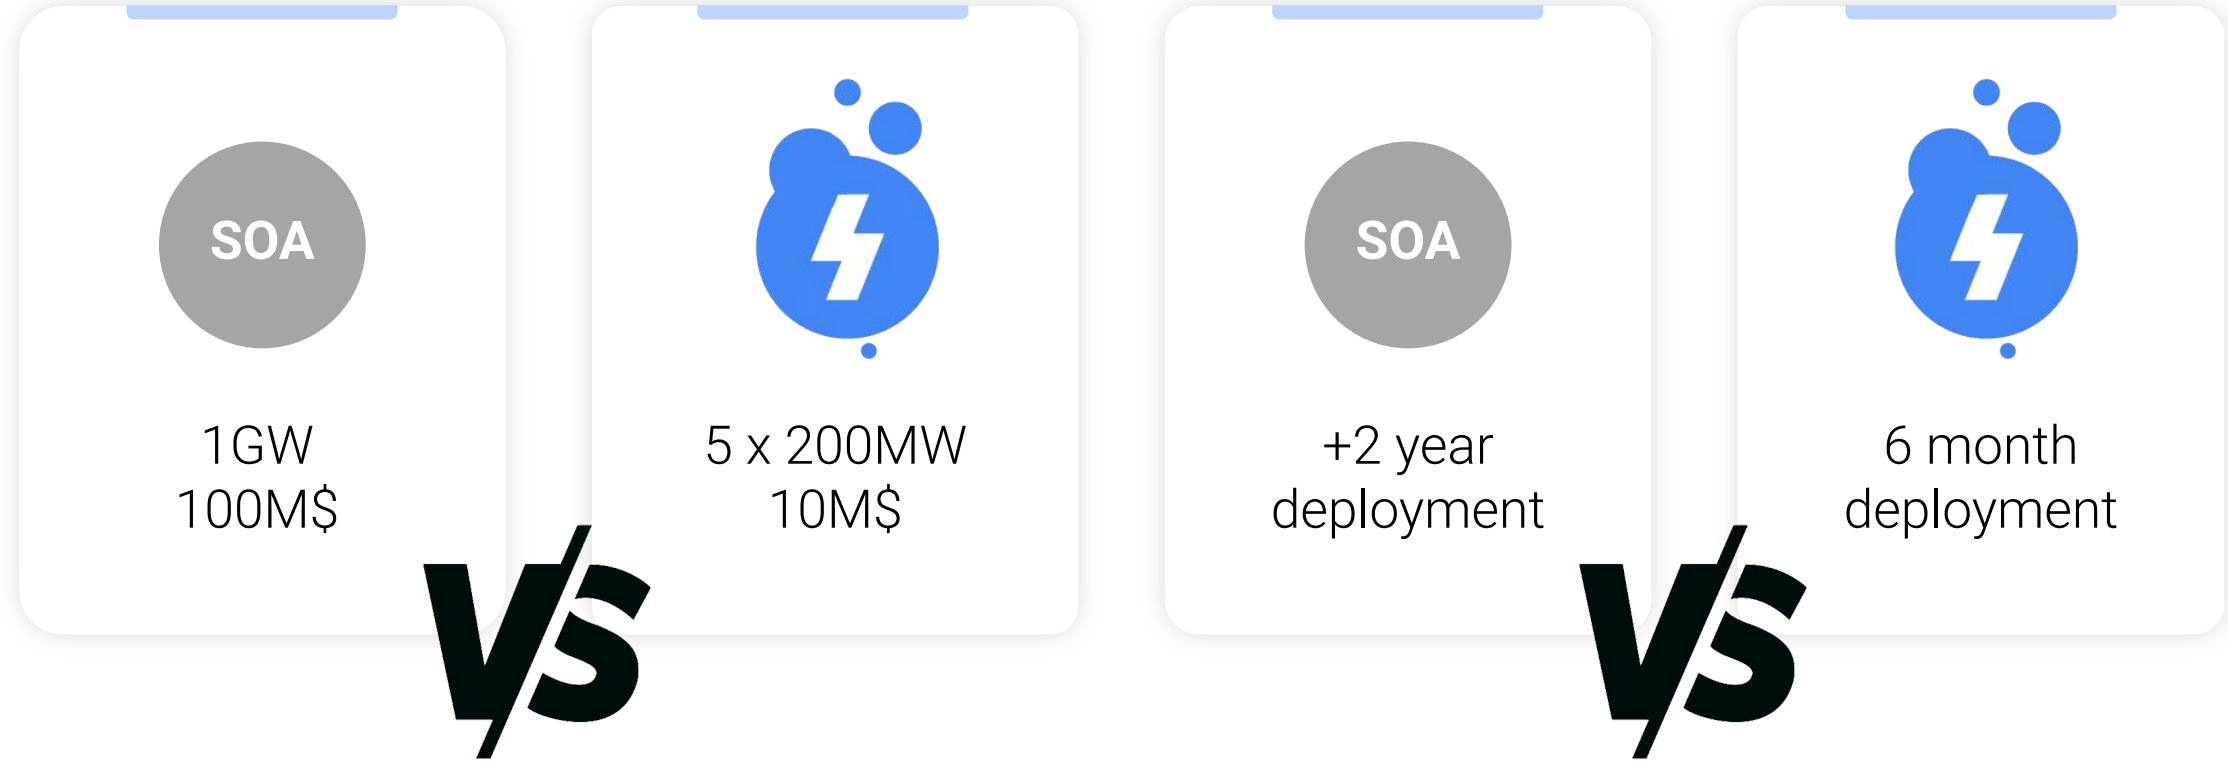 SOA
1GW
100M$
VS
5 x 200MW
10M$
SOA
+2 year
deployment
VS
6 month
deployment